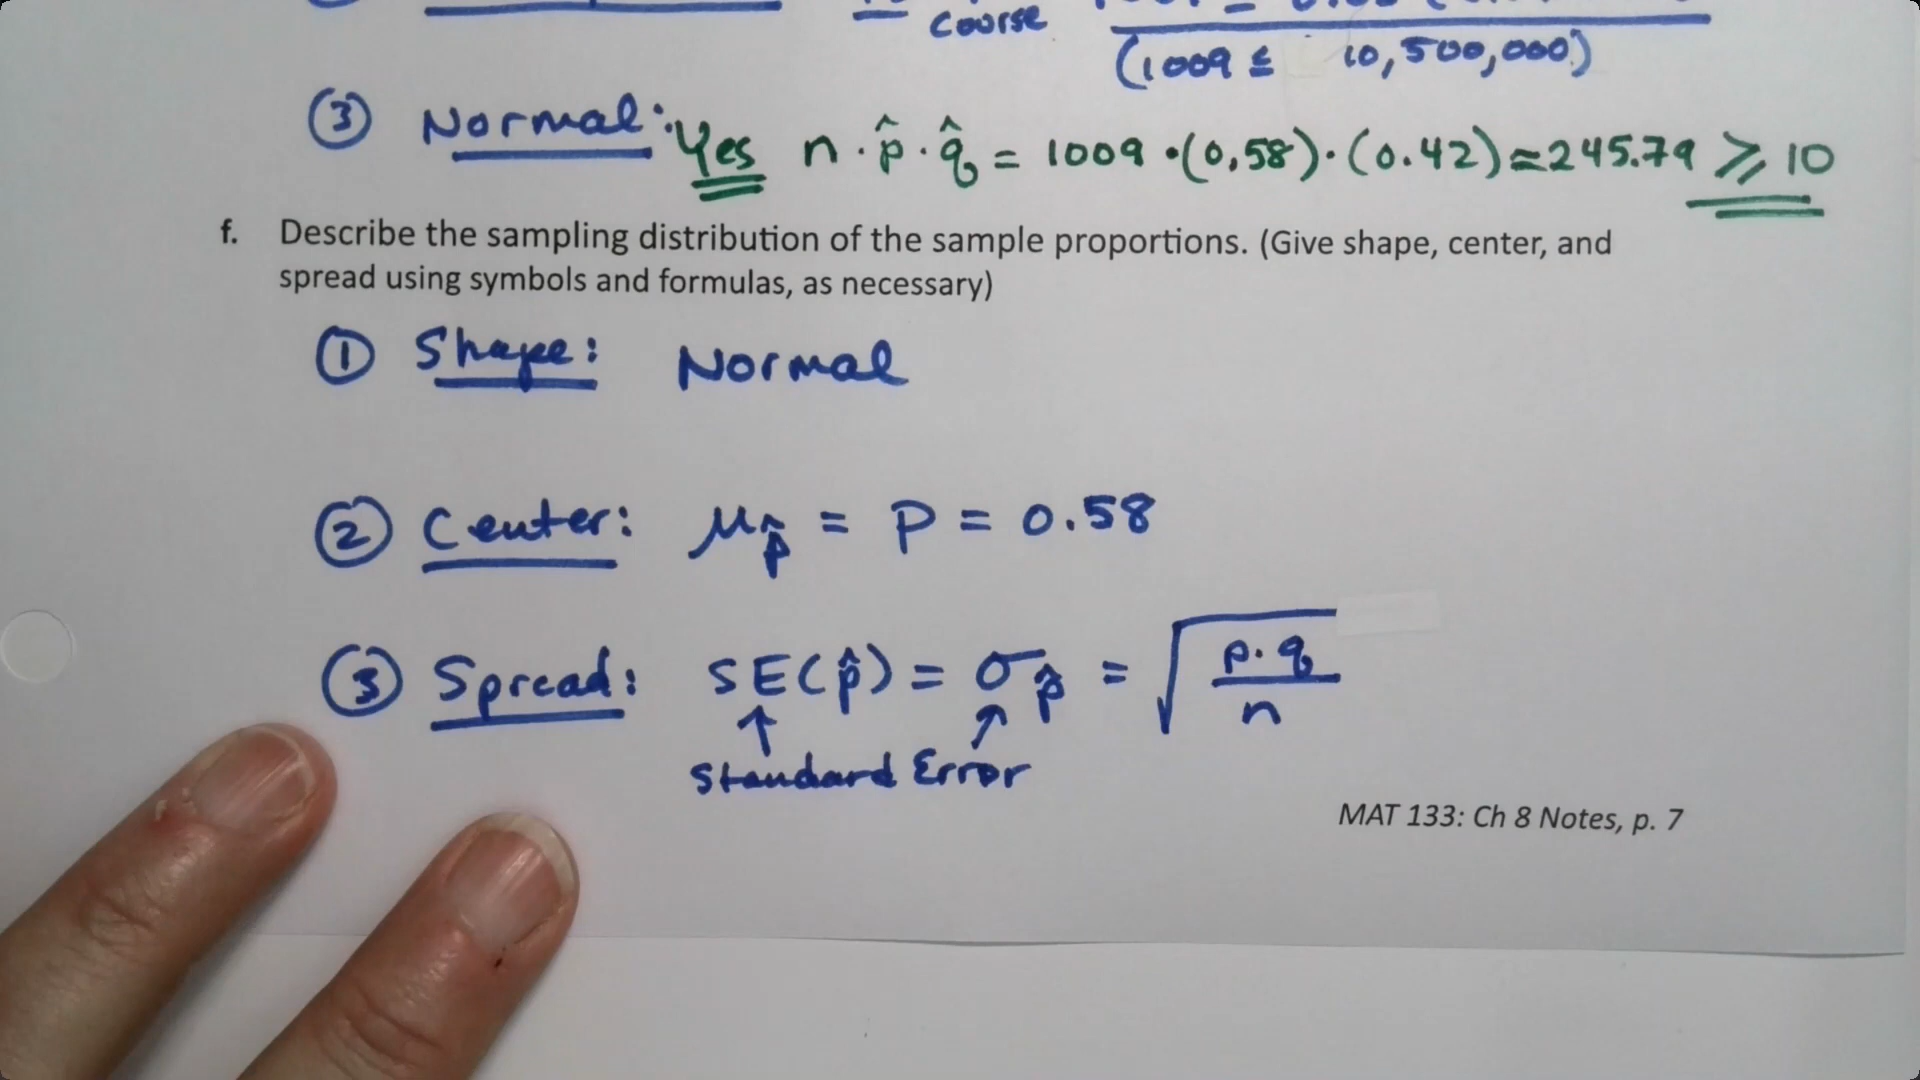 course
(1009 ≤ 10,500,000)
③ Normal: Yes n · p̂ · q̂ = 1009 · (0.58) · (0.42) = 245.79 ≥ 10
f. Describe the sampling distribution of the sample proportions. (Give shape, center, and
spread using symbols and formulas, as necessary)
① Shape: Normal
② Center: μp̂ = P = 0.58
③ Spread: SE(p̂) = σp̂ = √(p·q / n)
↑ ↑
Standard Error
MAT 133: Ch 8 Notes, p. 7